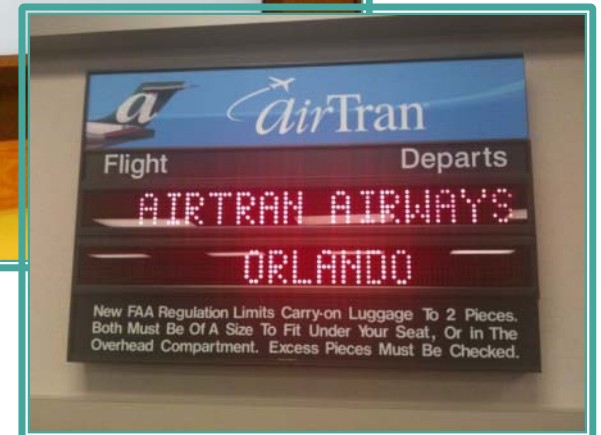 a airTran
Flight Departs
AIRTRAN AIRWAYS
ORLANDO
New FAA Regulation Limits Carry-on Luggage To 2 Pieces.
Both Must Be Of A Size To Fit Under Your Seat, Or in The
Overhead Compartment. Excess Pieces Must Be Checked.